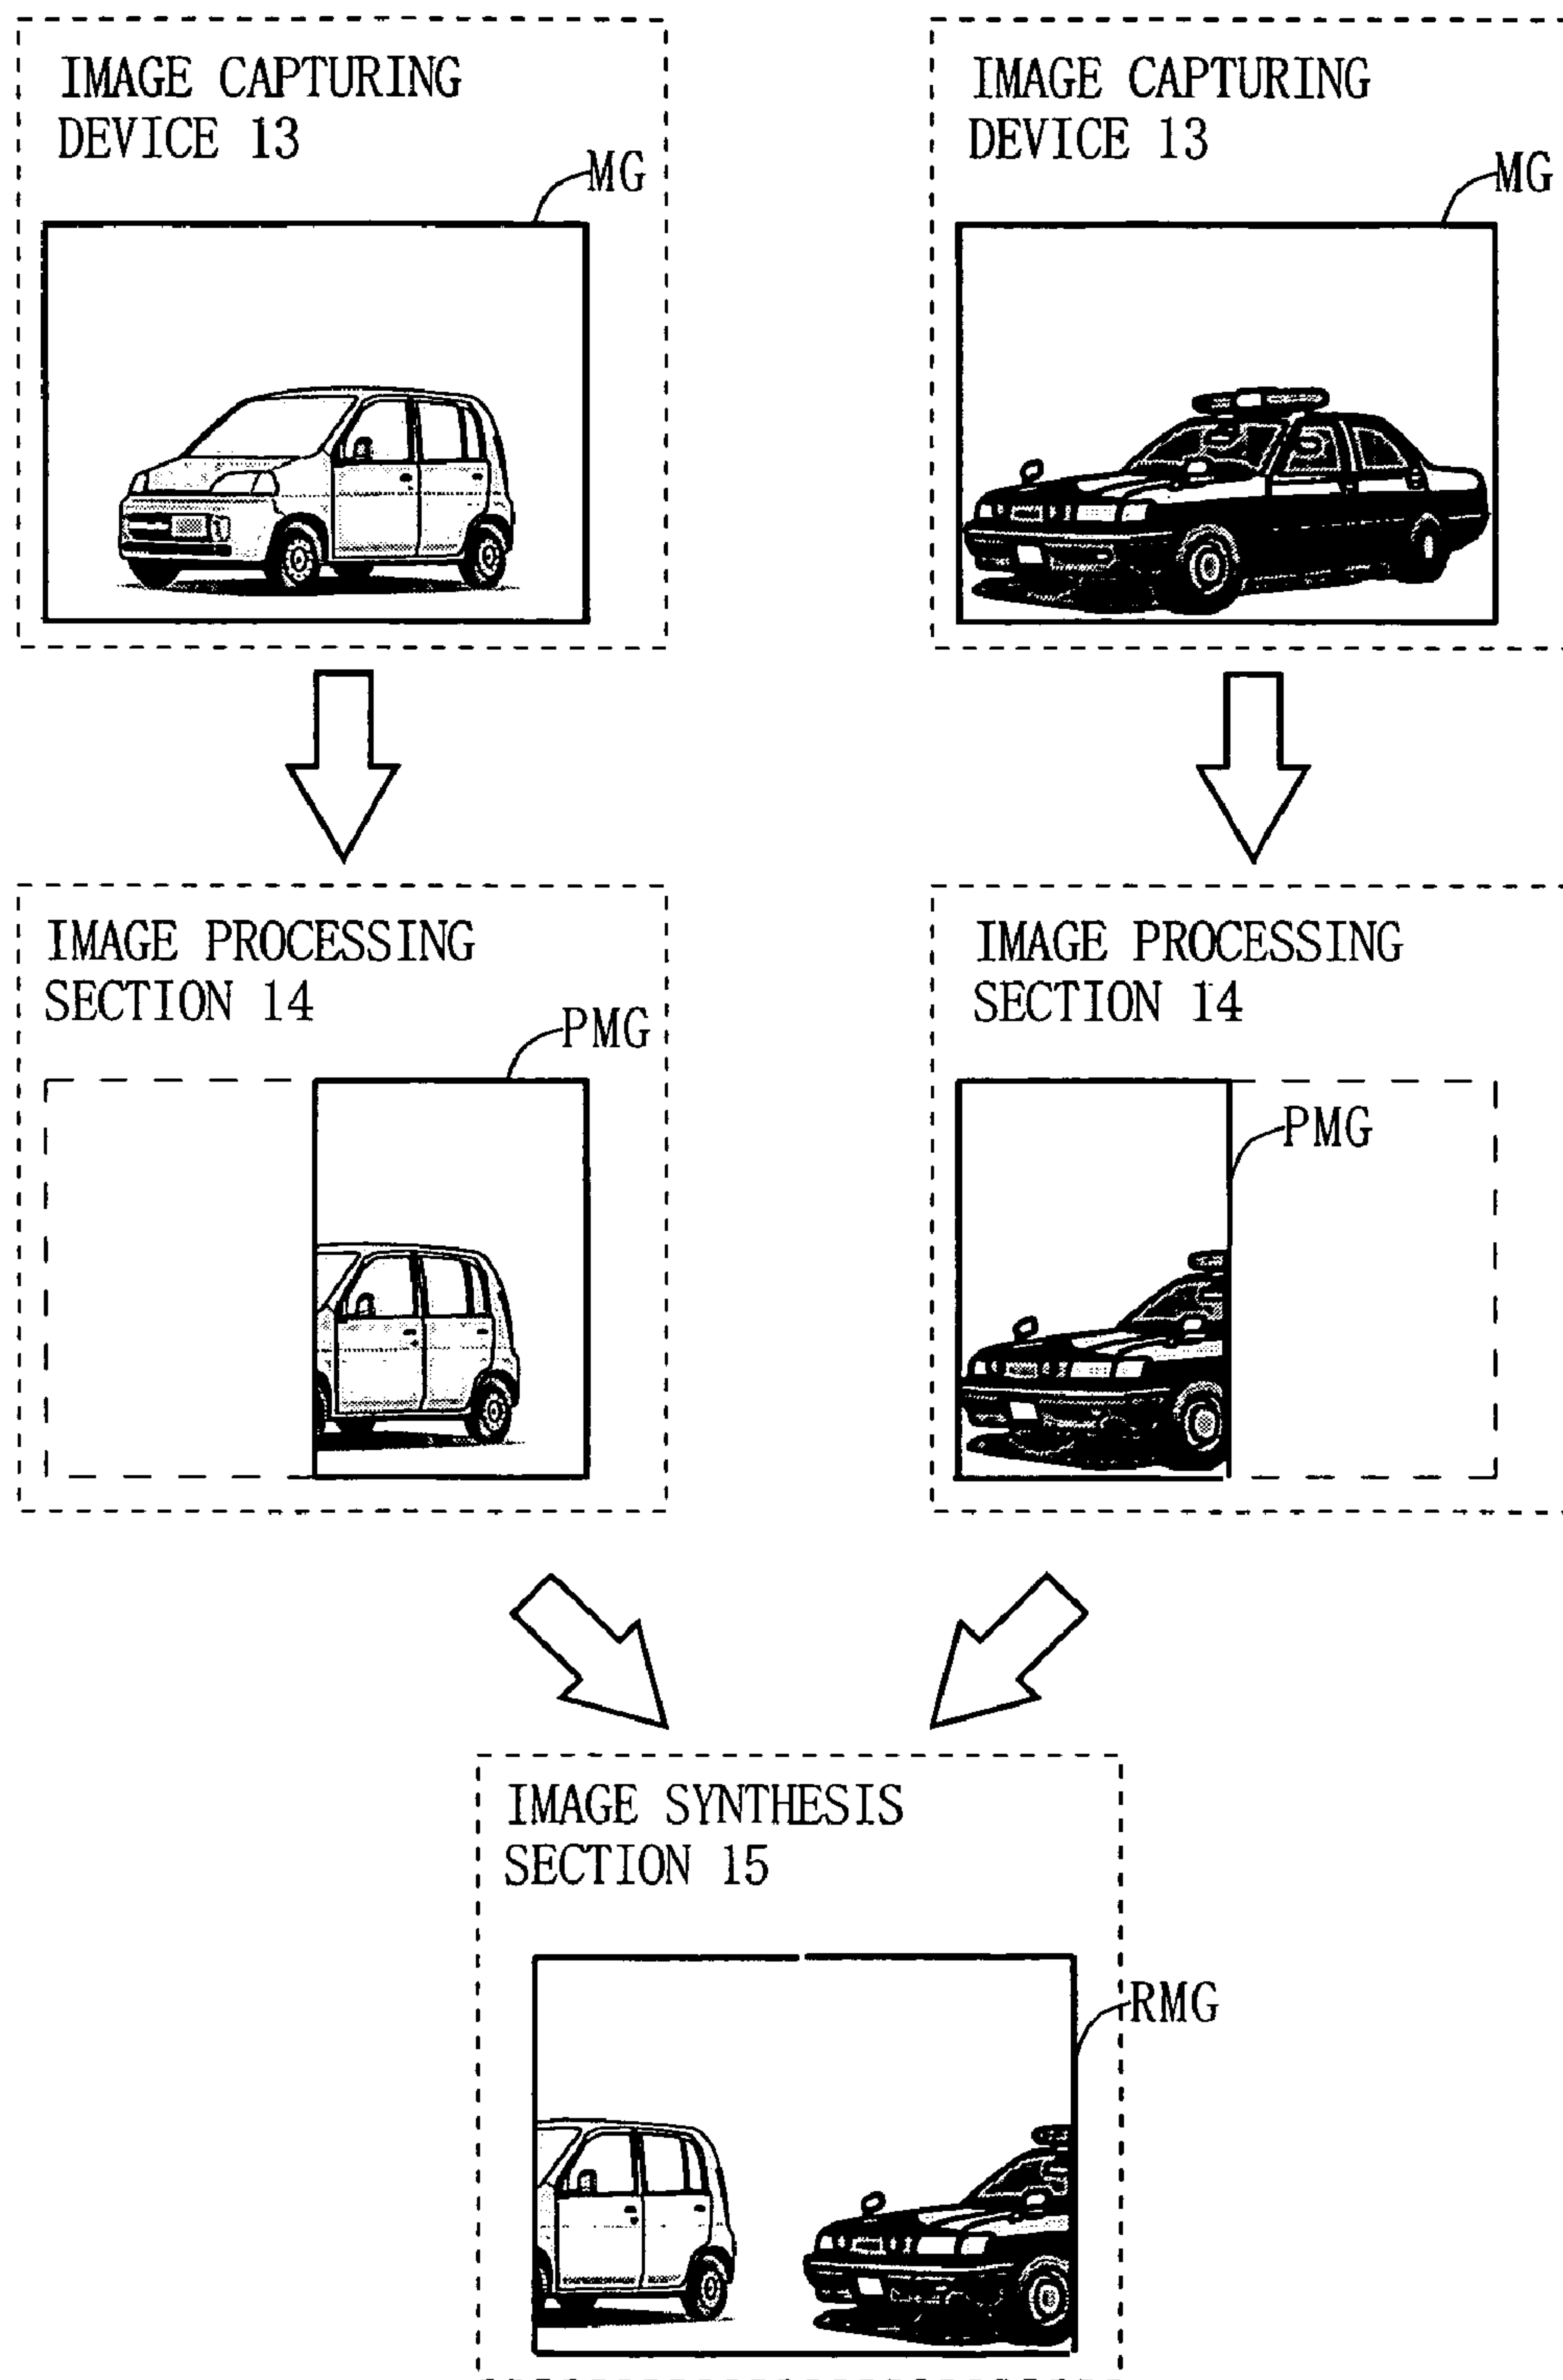 IMAGE CAPTURING
DEVICE 13
MG
IMAGE CAPTURING
DEVICE 13
MG
IMAGE PROCESSING
SECTION 14
PMG
IMAGE PROCESSING
SECTION 14
PMG
IMAGE SYNTHESIS
SECTION 15
RMG